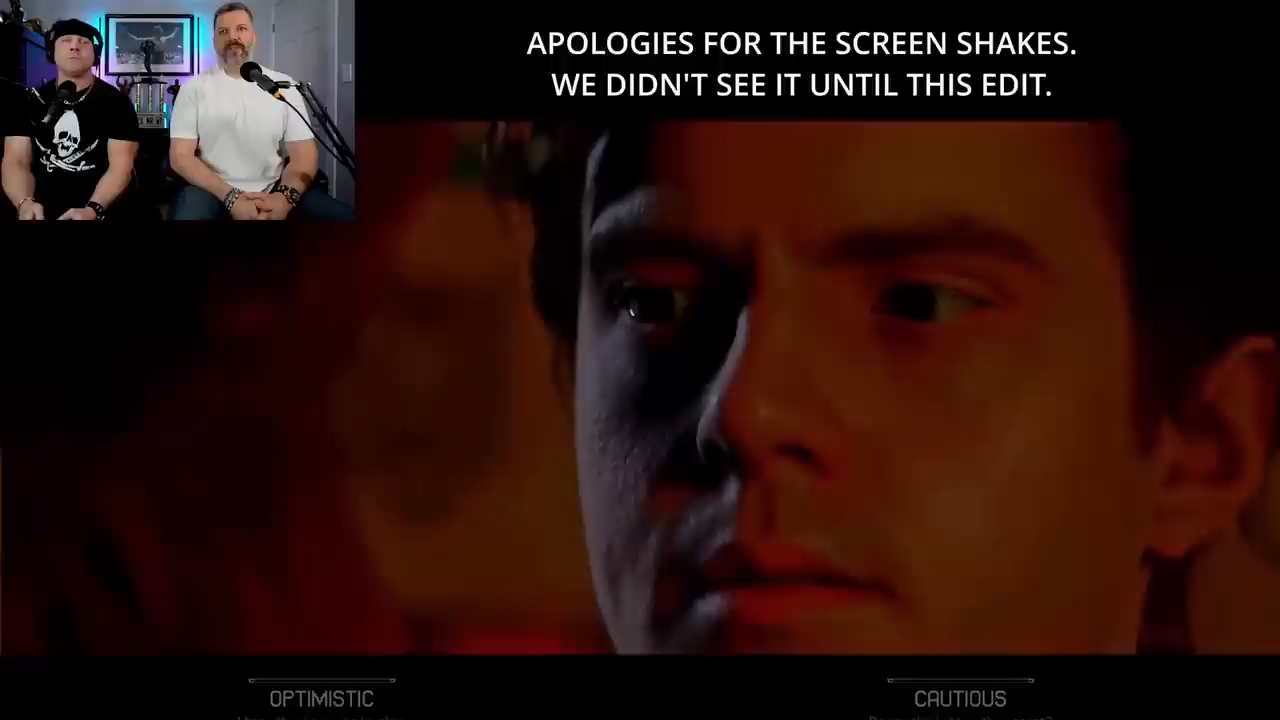 APOLOGIES FOR THE SCREEN SHAKES.
WE DIDN'T SEE IT UNTIL THIS EDIT.
OPTIMISTIC
CAUTIOUS